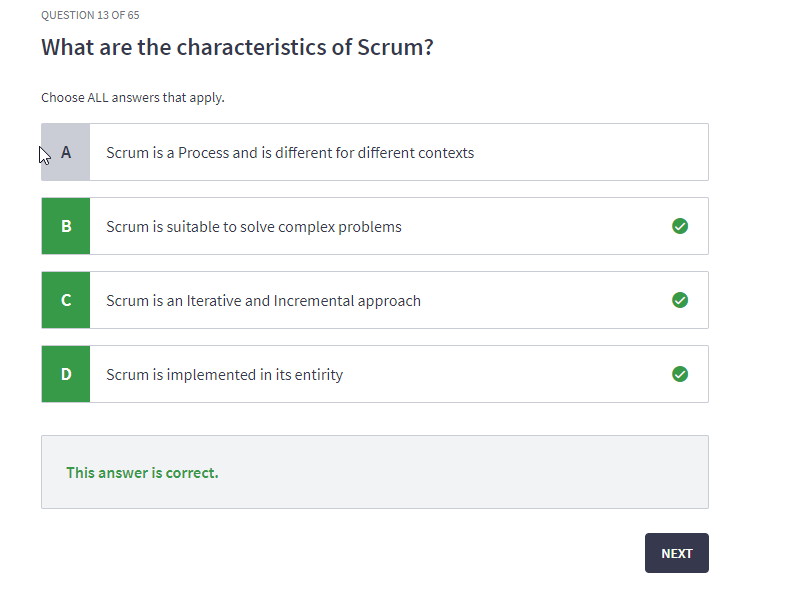 QUESTION 13 OF 65
What are the characteristics of Scrum?
Choose ALL answers that apply.
A Scrum is a Process and is different for different contexts
B Scrum is suitable to solve complex problems
C Scrum is an Iterative and Incremental approach
D Scrum is implemented in its entirity
This answer is correct.
NEXT